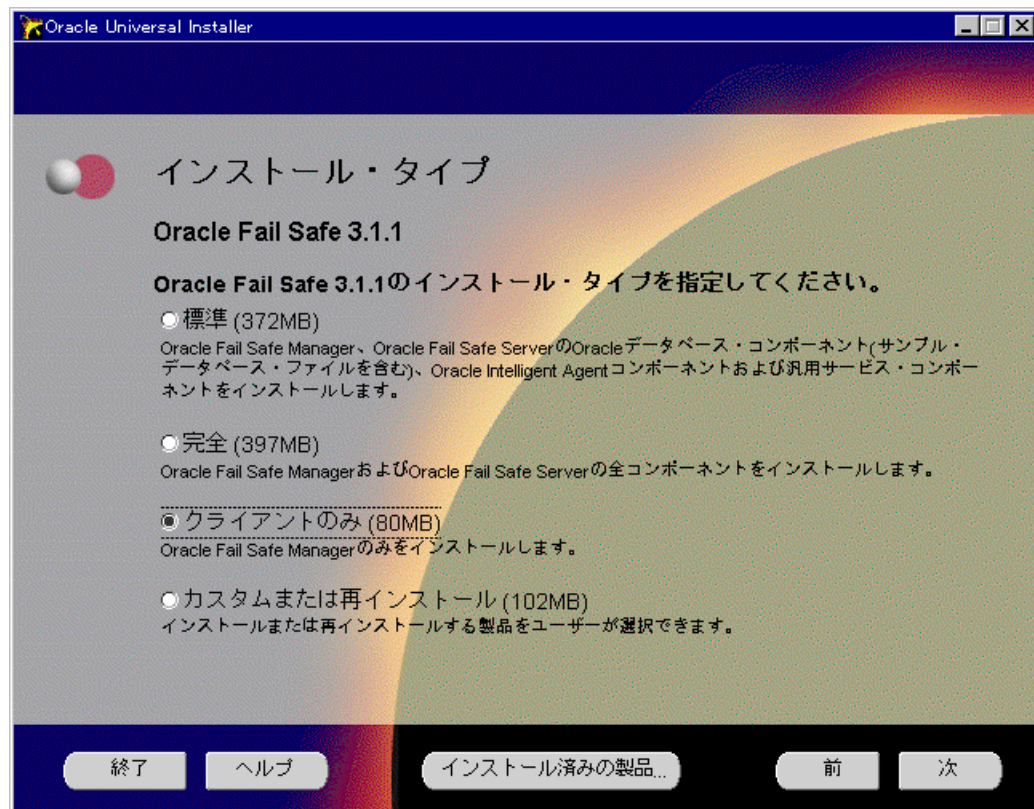 Oracle Universal Installer
インストール・タイプ
Oracle Fail Safe 3.1.1
Oracle Fail Safe 3.1.1のインストール・タイプを指定してください。
標準 (372MB)
Oracle Fail Safe Manager、Oracle Fail Safe ServerのOracleデータベース・コンポーネント(サンプル・
データベース・ファイルを含む)、Oracle Intelligent Agentコンポーネントおよび汎用サービス・コンポー
ネントをインストールします。
完全 (397MB)
Oracle Fail Safe ManagerおよびOracle Fail Safe Serverの全コンポーネントをインストールします。
クライアントのみ (80MB)
Oracle Fail Safe Managerのみをインストールします。
カスタムまたは再インストール (102MB)
インストールまたは再インストールする製品をユーザーが選択できます。
終了 ヘルプ インストール済みの製品... 前 次